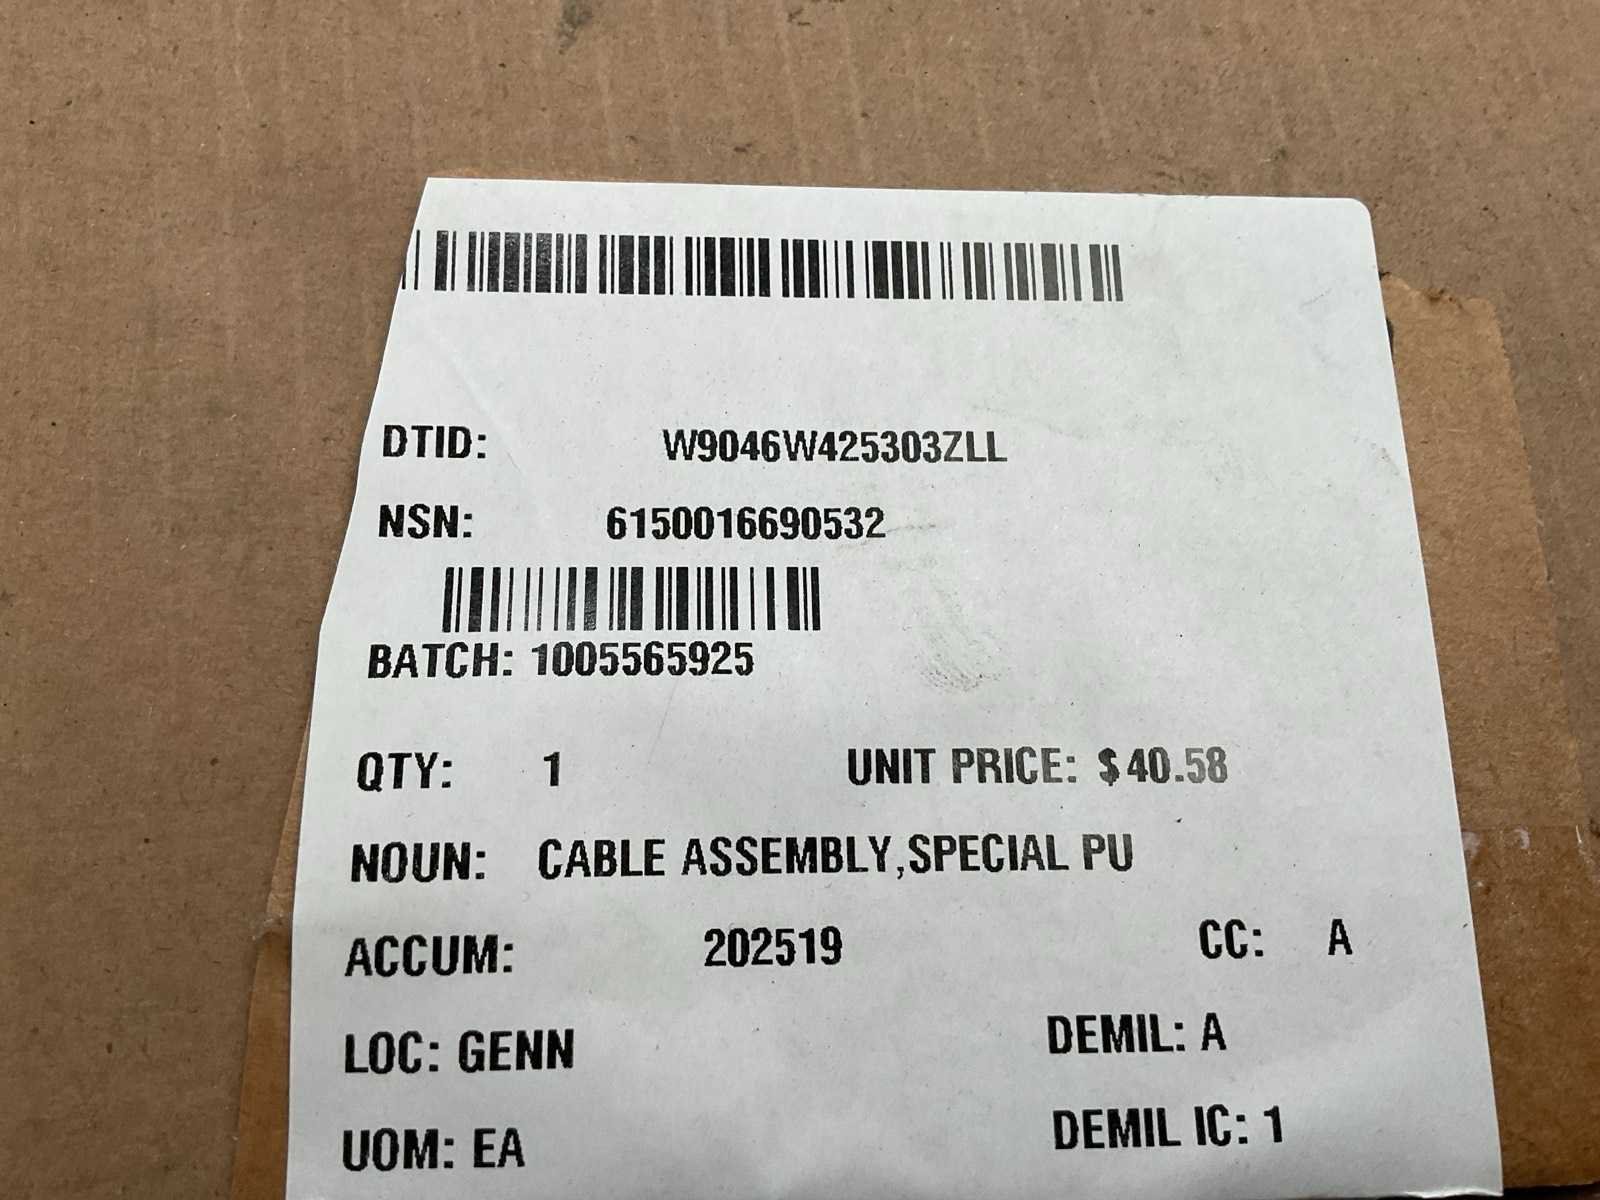 DTID: W9046W425303ZLL
NSN: 6150016690532
BATCH: 1005565925
QTY: 1 UNIT PRICE: $40.58
NOUN: CABLE ASSEMBLY,SPECIAL PU
ACCUM: 202519 CC: A
LOC: GENN DEMIL: A
UOM: EA DEMIL IC: 1